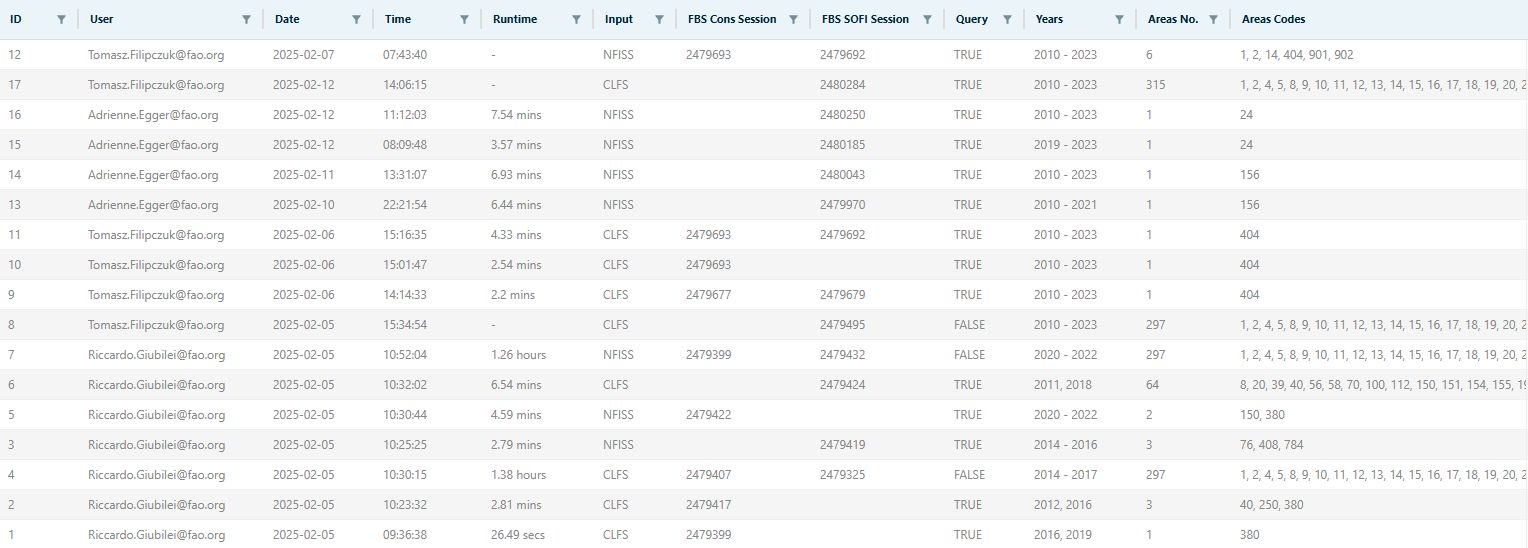 ID User Date Time Runtime Input FBS Cons Session FBS SOFI Session Query Years Areas No. Areas Codes
12 Tomasz.Filipczuk@fao.org 2025-02-07 07:43:40 - NFISS 2479693 2479692 TRUE 2010 - 2023 6 1, 2, 14, 404, 901, 902
17 Tomasz.Filipczuk@fao.org 2025-02-12 14:06:15 - CLFS 2480284 TRUE 2010 - 2023 315 1, 2, 4, 5, 8, 9, 10, 11, 12, 13, 14, 15, 16, 17, 18, 19, 20, 2
16 Adrienne.Egger@fao.org 2025-02-12 11:12:03 7.54 mins NFISS 2480250 TRUE 2010 - 2023 1 24
15 Adrienne.Egger@fao.org 2025-02-12 08:09:48 3.57 mins NFISS 2480185 TRUE 2019 - 2023 1 24
14 Adrienne.Egger@fao.org 2025-02-11 13:31:07 6.93 mins NFISS 2480043 TRUE 2010 - 2023 1 156
13 Adrienne.Egger@fao.org 2025-02-10 22:21:54 6.44 mins NFISS 2479970 TRUE 2010 - 2021 1 156
11 Tomasz.Filipczuk@fao.org 2025-02-06 15:16:35 4.33 mins CLFS 2479693 2479692 TRUE 2010 - 2023 1 404
10 Tomasz.Filipczuk@fao.org 2025-02-06 15:01:47 2.54 mins CLFS 2479693 TRUE 2010 - 2023 1 404
9 Tomasz.Filipczuk@fao.org 2025-02-06 14:14:33 2.2 mins CLFS 2479677 2479679 TRUE 2010 - 2023 1 404
8 Tomasz.Filipczuk@fao.org 2025-02-05 15:34:54 - CLFS 2479495 FALSE 2010 - 2023 297 1, 2, 4, 5, 8, 9, 10, 11, 12, 13, 14, 15, 16, 17, 18, 19, 20, 2
7 Riccardo.Giubilei@fao.org 2025-02-05 10:52:04 1.26 hours NFISS 2479399 2479432 FALSE 2020 - 2022 297 1, 2, 4, 5, 8, 9, 10, 11, 12, 13, 14, 15, 16, 17, 18, 19, 20, 2
6 Riccardo.Giubilei@fao.org 2025-02-05 10:32:02 6.54 mins CLFS 2479424 TRUE 2011, 2018 64 8, 20, 39, 40, 56, 58, 70, 100, 112, 150, 151, 154, 155, 19
5 Riccardo.Giubilei@fao.org 2025-02-05 10:30:44 4.59 mins NFISS 2479422 TRUE 2020 - 2022 2 150, 380
3 Riccardo.Giubilei@fao.org 2025-02-05 10:25:25 2.79 mins NFISS 2479419 TRUE 2014 - 2016 3 76, 408, 784
4 Riccardo.Giubilei@fao.org 2025-02-05 10:30:15 1.38 hours CLFS 2479407 2479325 FALSE 2014 - 2017 297 1, 2, 4, 5, 8, 9, 10, 11, 12, 13, 14, 15, 16, 17, 18, 19, 20, 2
2 Riccardo.Giubilei@fao.org 2025-02-05 10:23:32 2.81 mins CLFS 2479417 TRUE 2012, 2016 3 40, 250, 380
1 Riccardo.Giubilei@fao.org 2025-02-05 09:36:38 26.49 secs CLFS 2479399 TRUE 2016, 2019 1 380